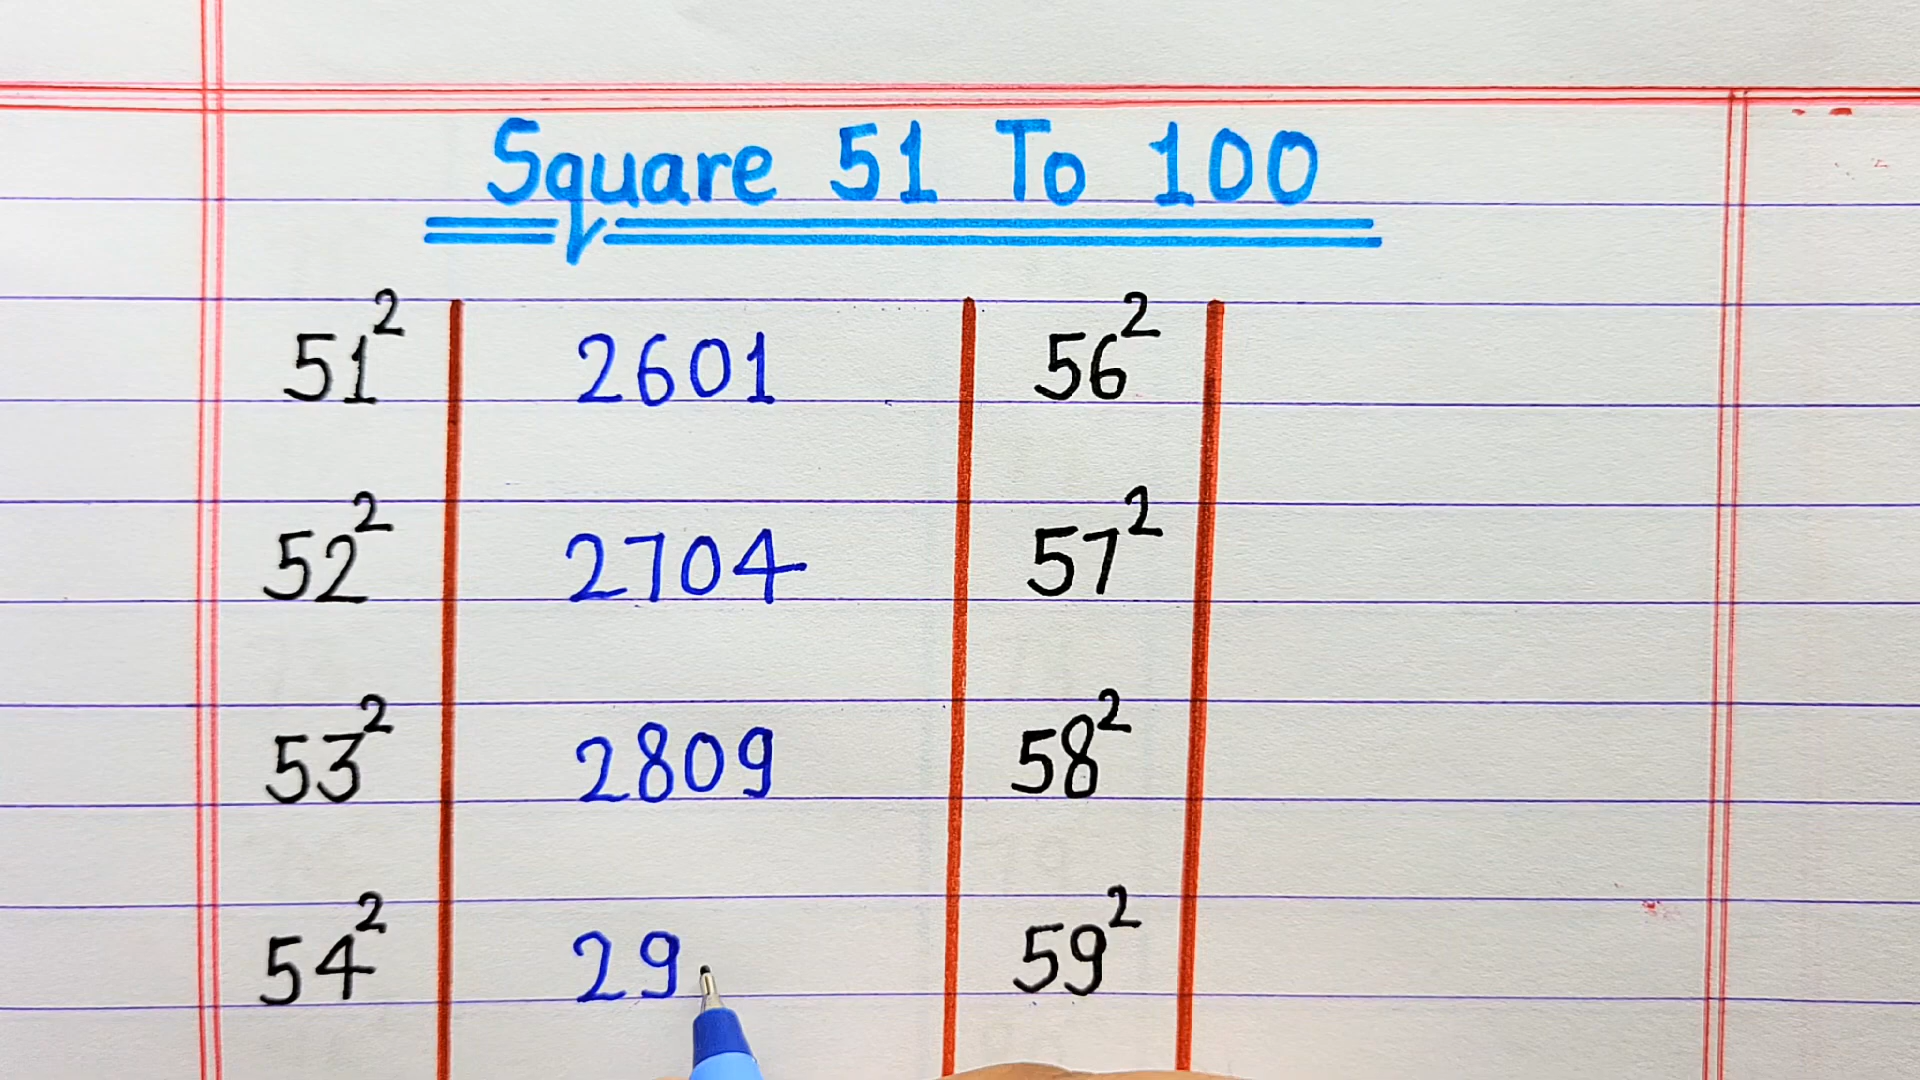 Square 51 To 100
51² 2601 56²
52² 2704 57²
53² 2809 58²
54² 29 59²